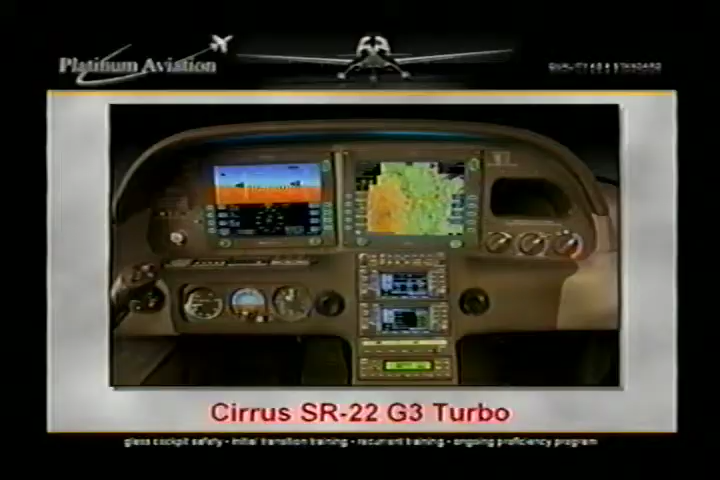 Platinum Aviation
QUALITY AS A STANDARD
Cirrus SR-22 G3 Turbo
glass cockpit safety - initial transition training - recurrent training - ongoing proficiency program